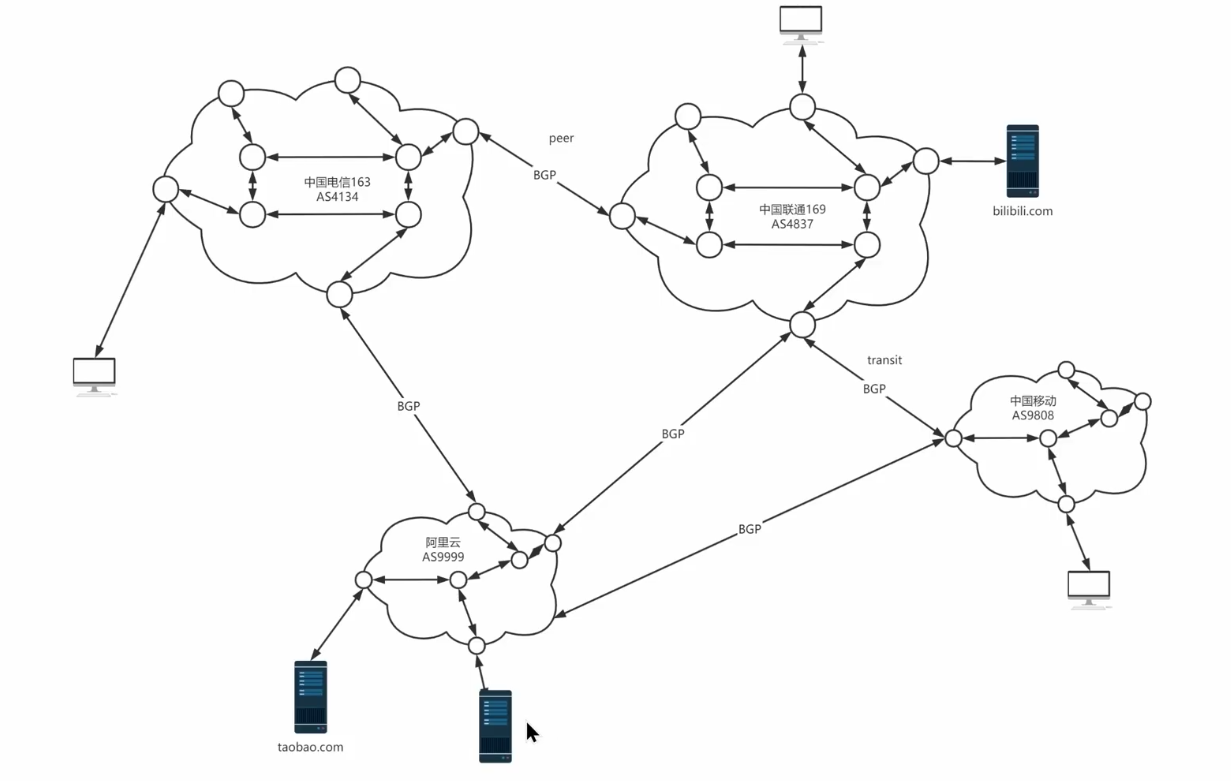 peer
BGP
中国电信163
AS4134
中国联通169
AS4837
bilibili.com
transit
BGP
中国移动
AS9808
BGP
BGP
BGP
阿里云
AS9999
taobao.com